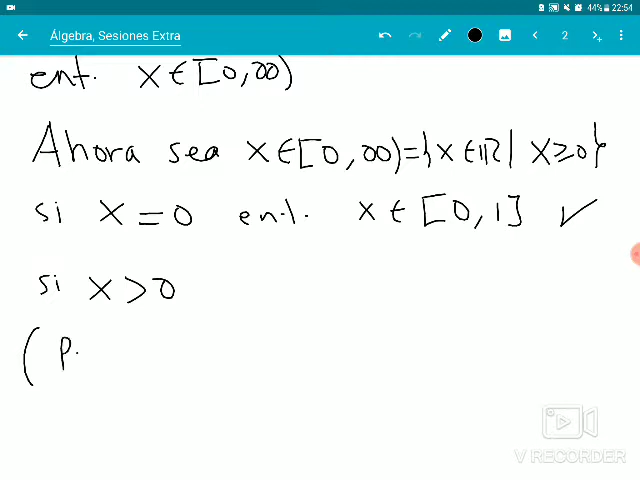 44% 22:54
Álgebra, Sesiones Extra
2
ent. x ∈ [0, ∞)
Ahora sea x ∈ [0, ∞) = {x ∈ ℝ | x ≥ 0}
si x = 0 ent. x ∈ [0, 1] ✓
si x > 0
( P.
V RECORDER